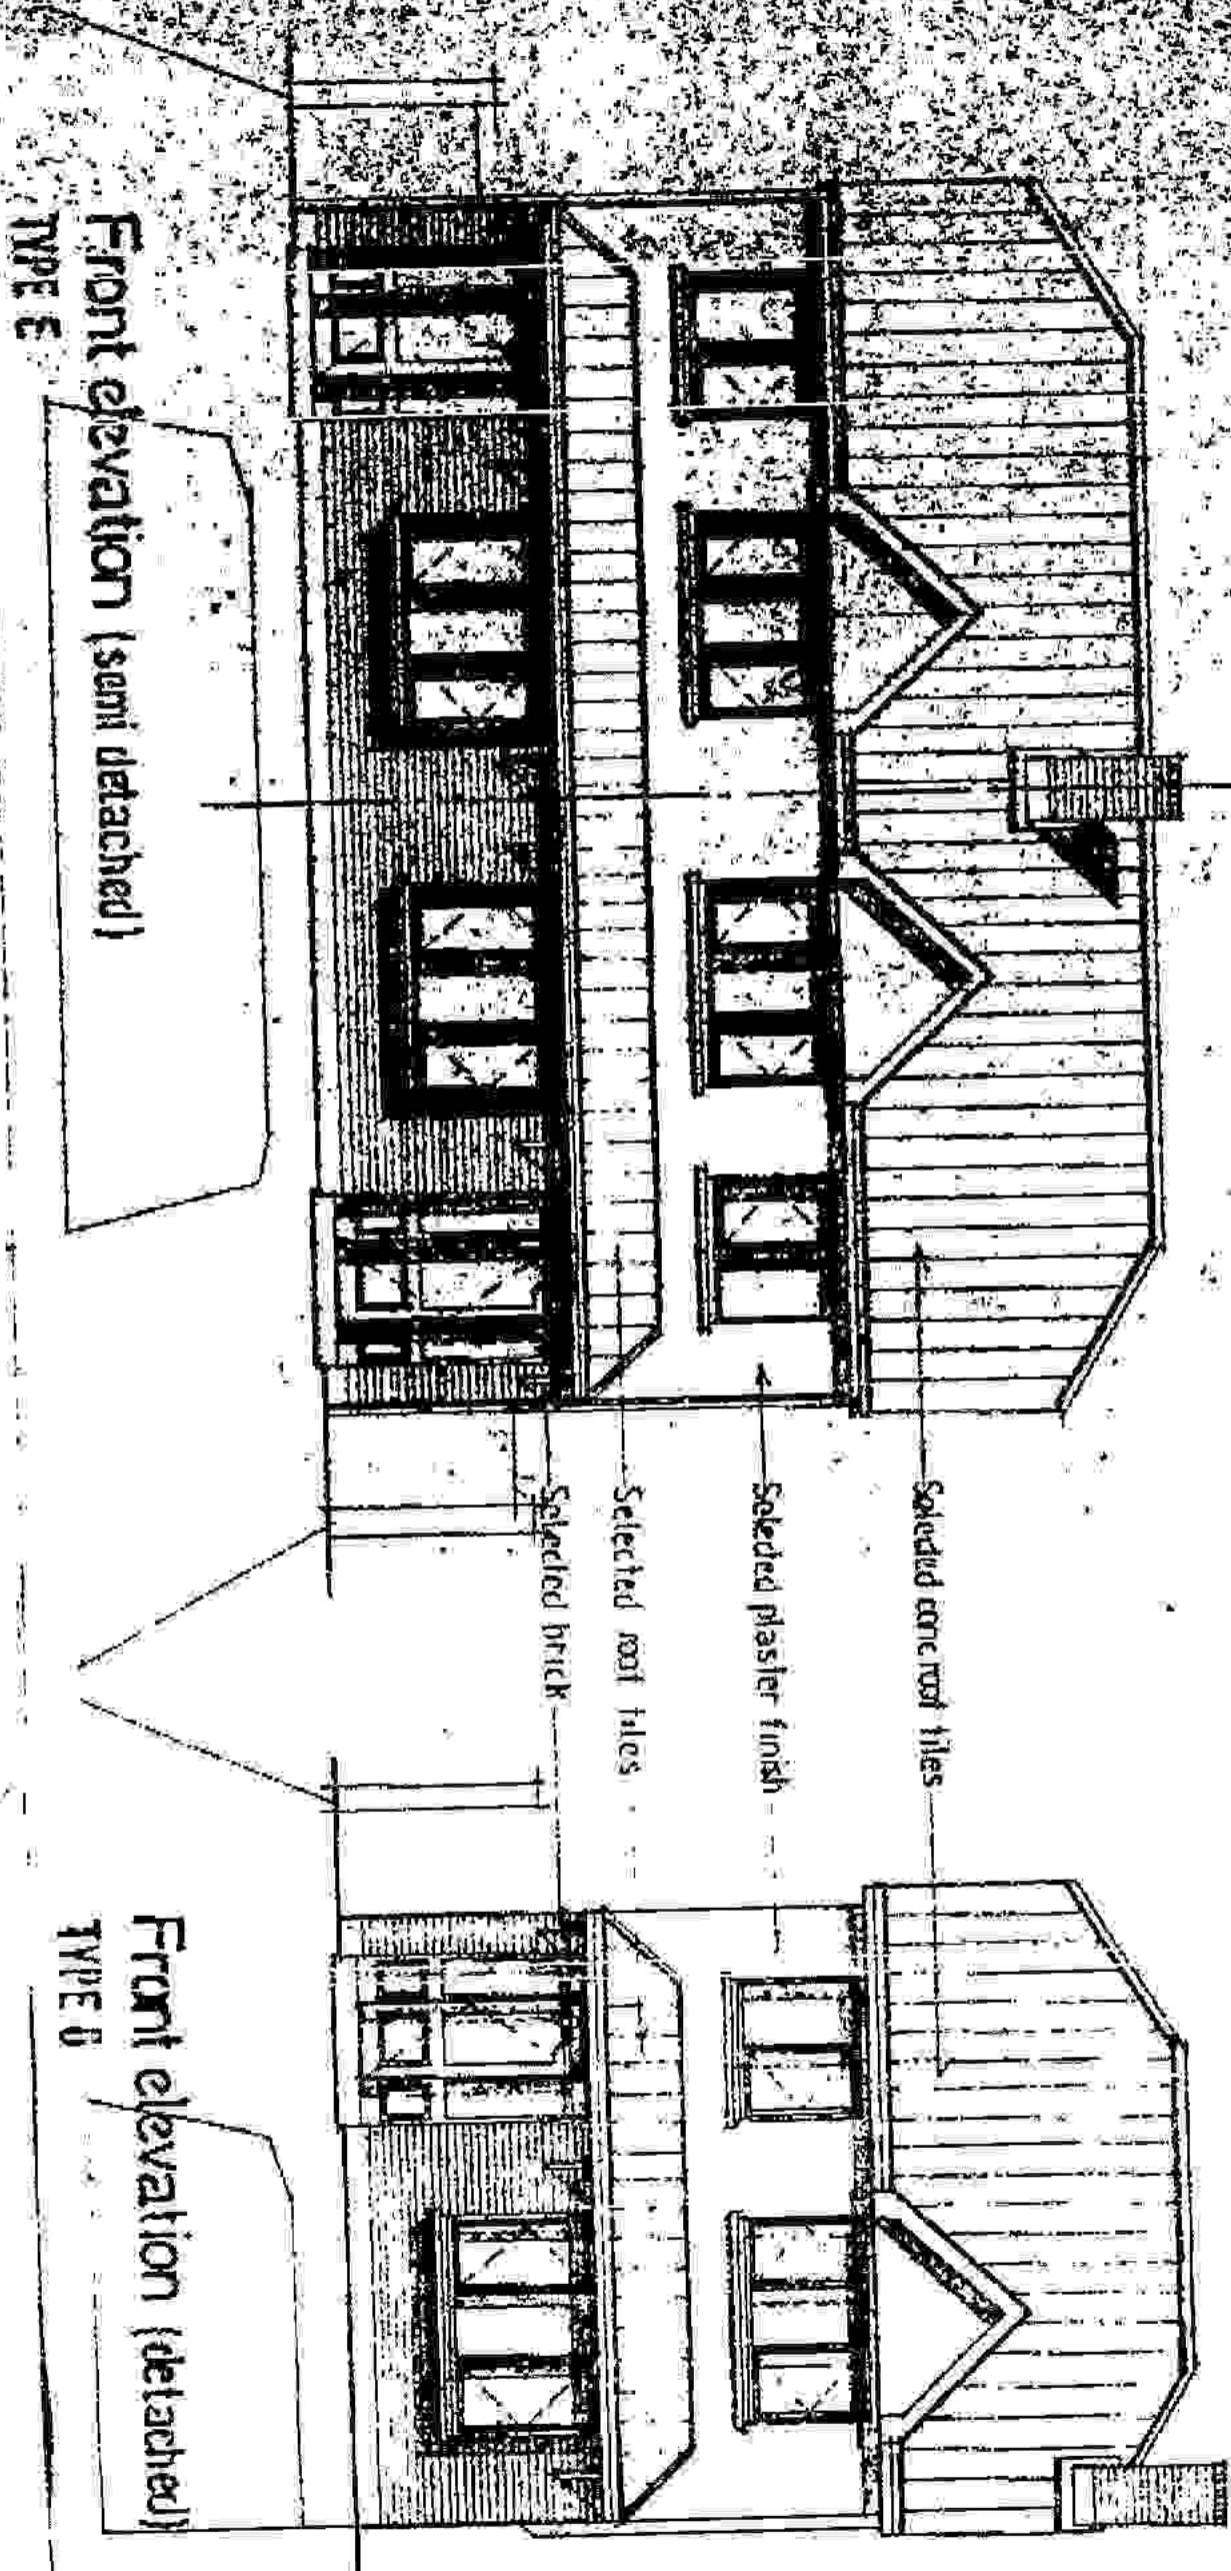 Selected conc roof tiles
Selected plaster finish
Selected roof tiles
Selected brick
Front elevation (semi detached)
TYPE E
Front elevation (detached)
TYPE